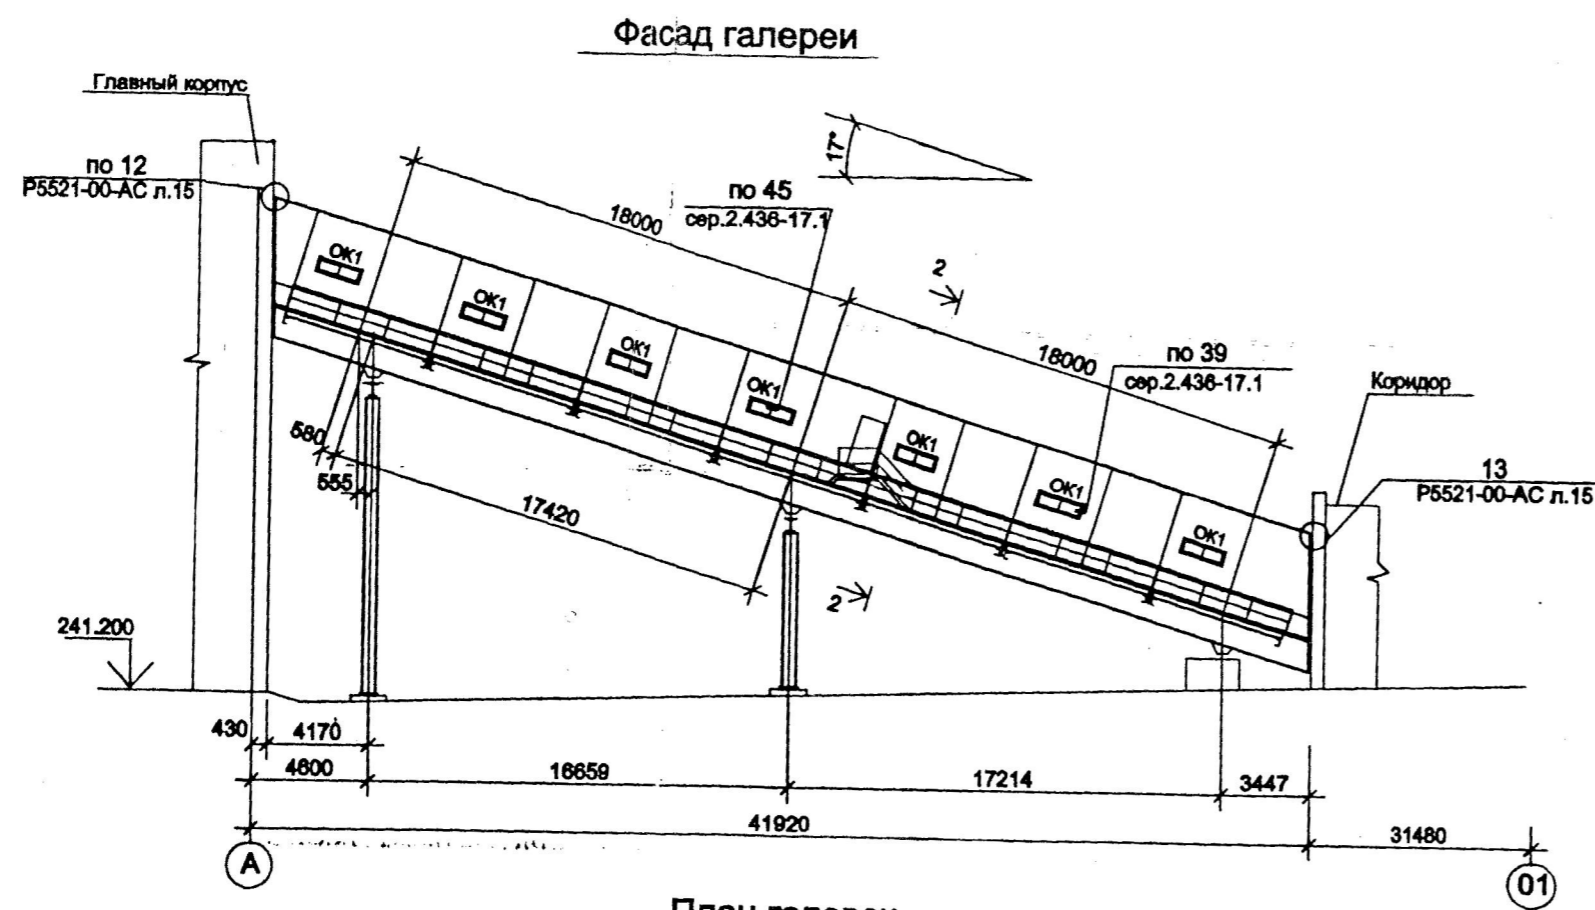 Фасад галереи
Главный корпус
по 12
Р5521-00-АС л.15
17°
по 45
сер.2.436-17.1
18000
2
ОК1
ОК1
ОК1
ОК1
18000
по 39
сер.2.436-17.1
Коридор
ОК1
ОК1
ОК1
13
Р5521-00-АС л.15
580
555
17420
2
241.200
430
4170
4600
16659
17214
3447
41920
31480
А
01
План галереи